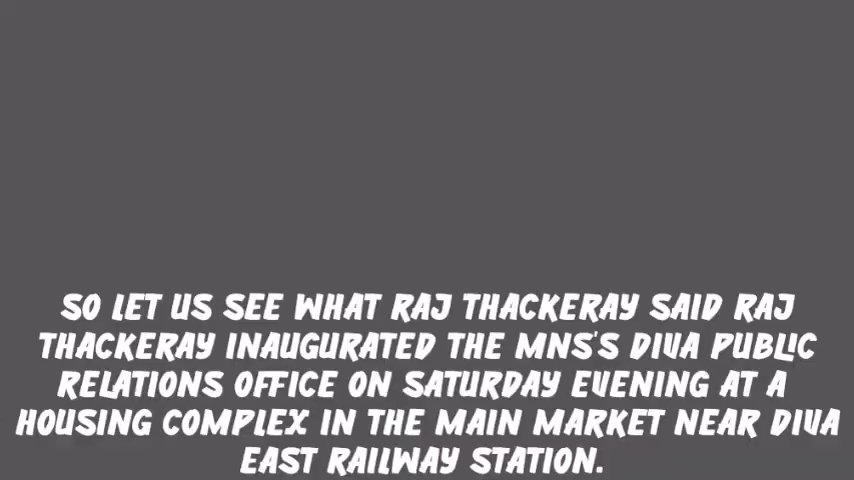 SO LET US SEE WHAT RAJ THACKERAY SAID RAJ
THACKERAY INAUGURATED THE MNS'S DIVA PUBLIC
RELATIONS OFFICE ON SATURDAY EVENING AT A
HOUSING COMPLEX IN THE MAIN MARKET NEAR DIVA
EAST RAILWAY STATION.